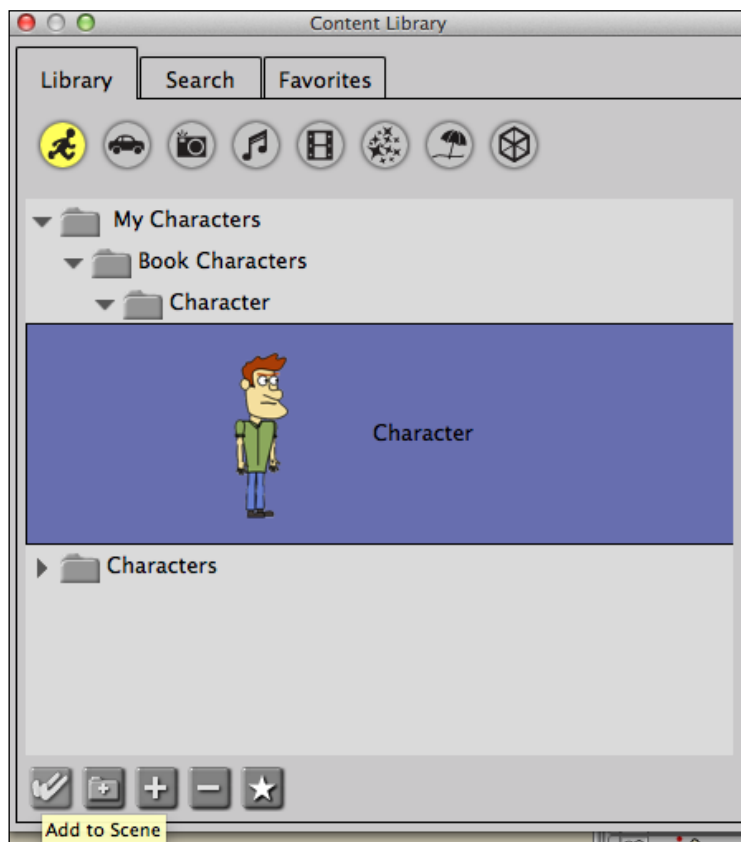 Content Library
Library Search Favorites
My Characters
Book Characters
Character
Character
Characters
Add to Scene